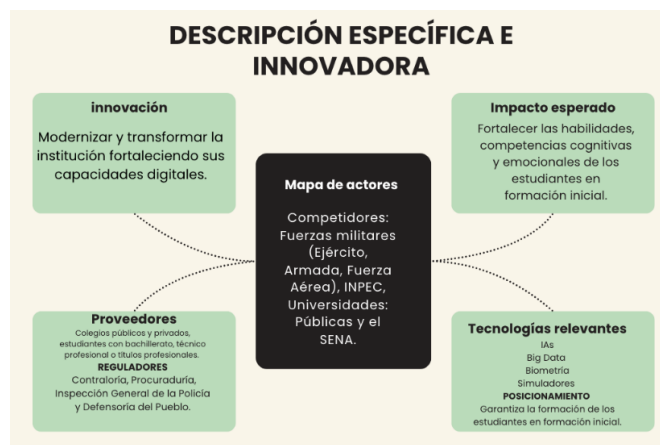 DESCRIPCIÓN ESPECÍFICA E
INNOVADORA
innovación
Modernizar y transformar la
institución fortaleciendo sus
capacidades digitales.
Impacto esperado
Fortalecer las habilidades,
competencias cognitivas
y emocionales de los
estudiantes en
formación inicial.
Mapa de actores
Competidores:
Fuerzas militares
(Ejército,
Armada, Fuerza
Aérea), INPEC,
Universidades:
Públicas y el
SENA.
Proveedores
Colegios públicos y privados,
estudiantes con bachillerato, técnico
profesional o títulos profesionales.
REGULADORES
Contraloría, Procuraduría,
Inspección General de la Policía
y Defensoría del Pueblo.
Tecnologías relevantes
IAs
Big Data
Biometría
Simuladores
POSICIONAMIENTO
Garantiza la formación de los
estudiantes en formación inicial.